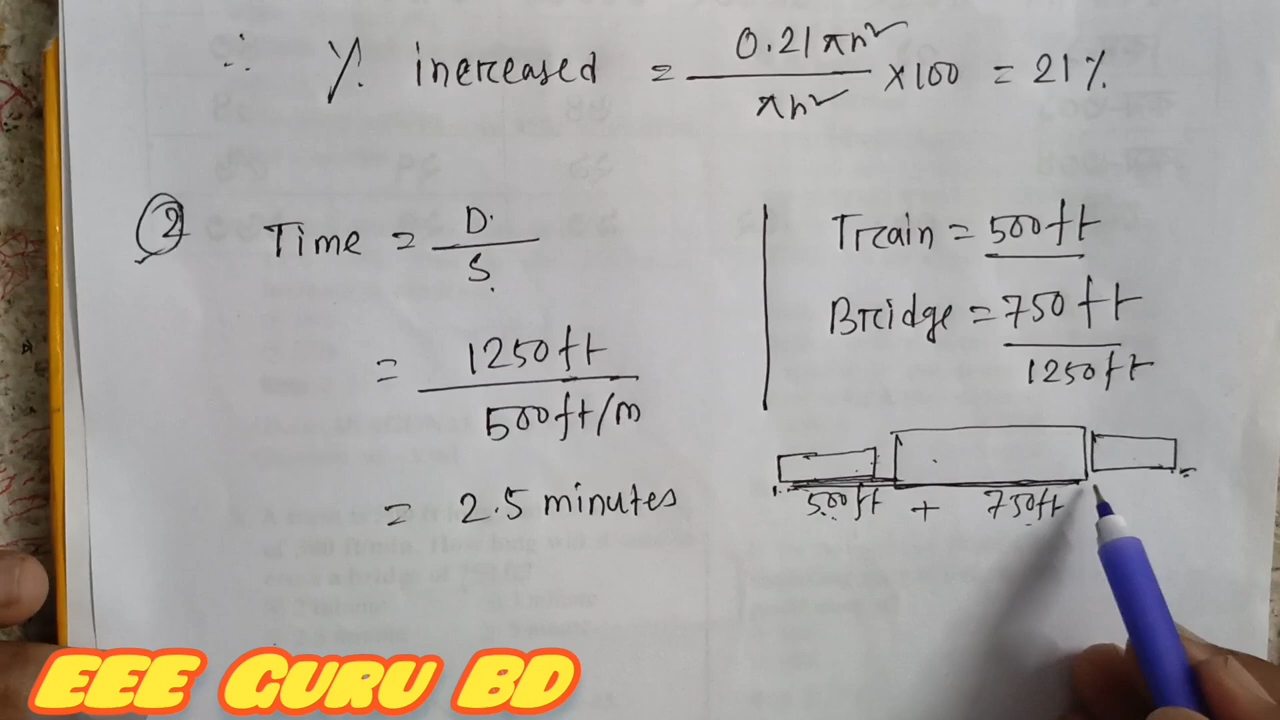 ∴ % increased = 0.21πr² / πr² × 100 = 21%
② Time = D. / S.
= 1250ft / 500ft/m
= 2.5 minutes
Train = 500ft
Bridge = 750ft
1250ft
500ft + 750ft
EEE GURU BD